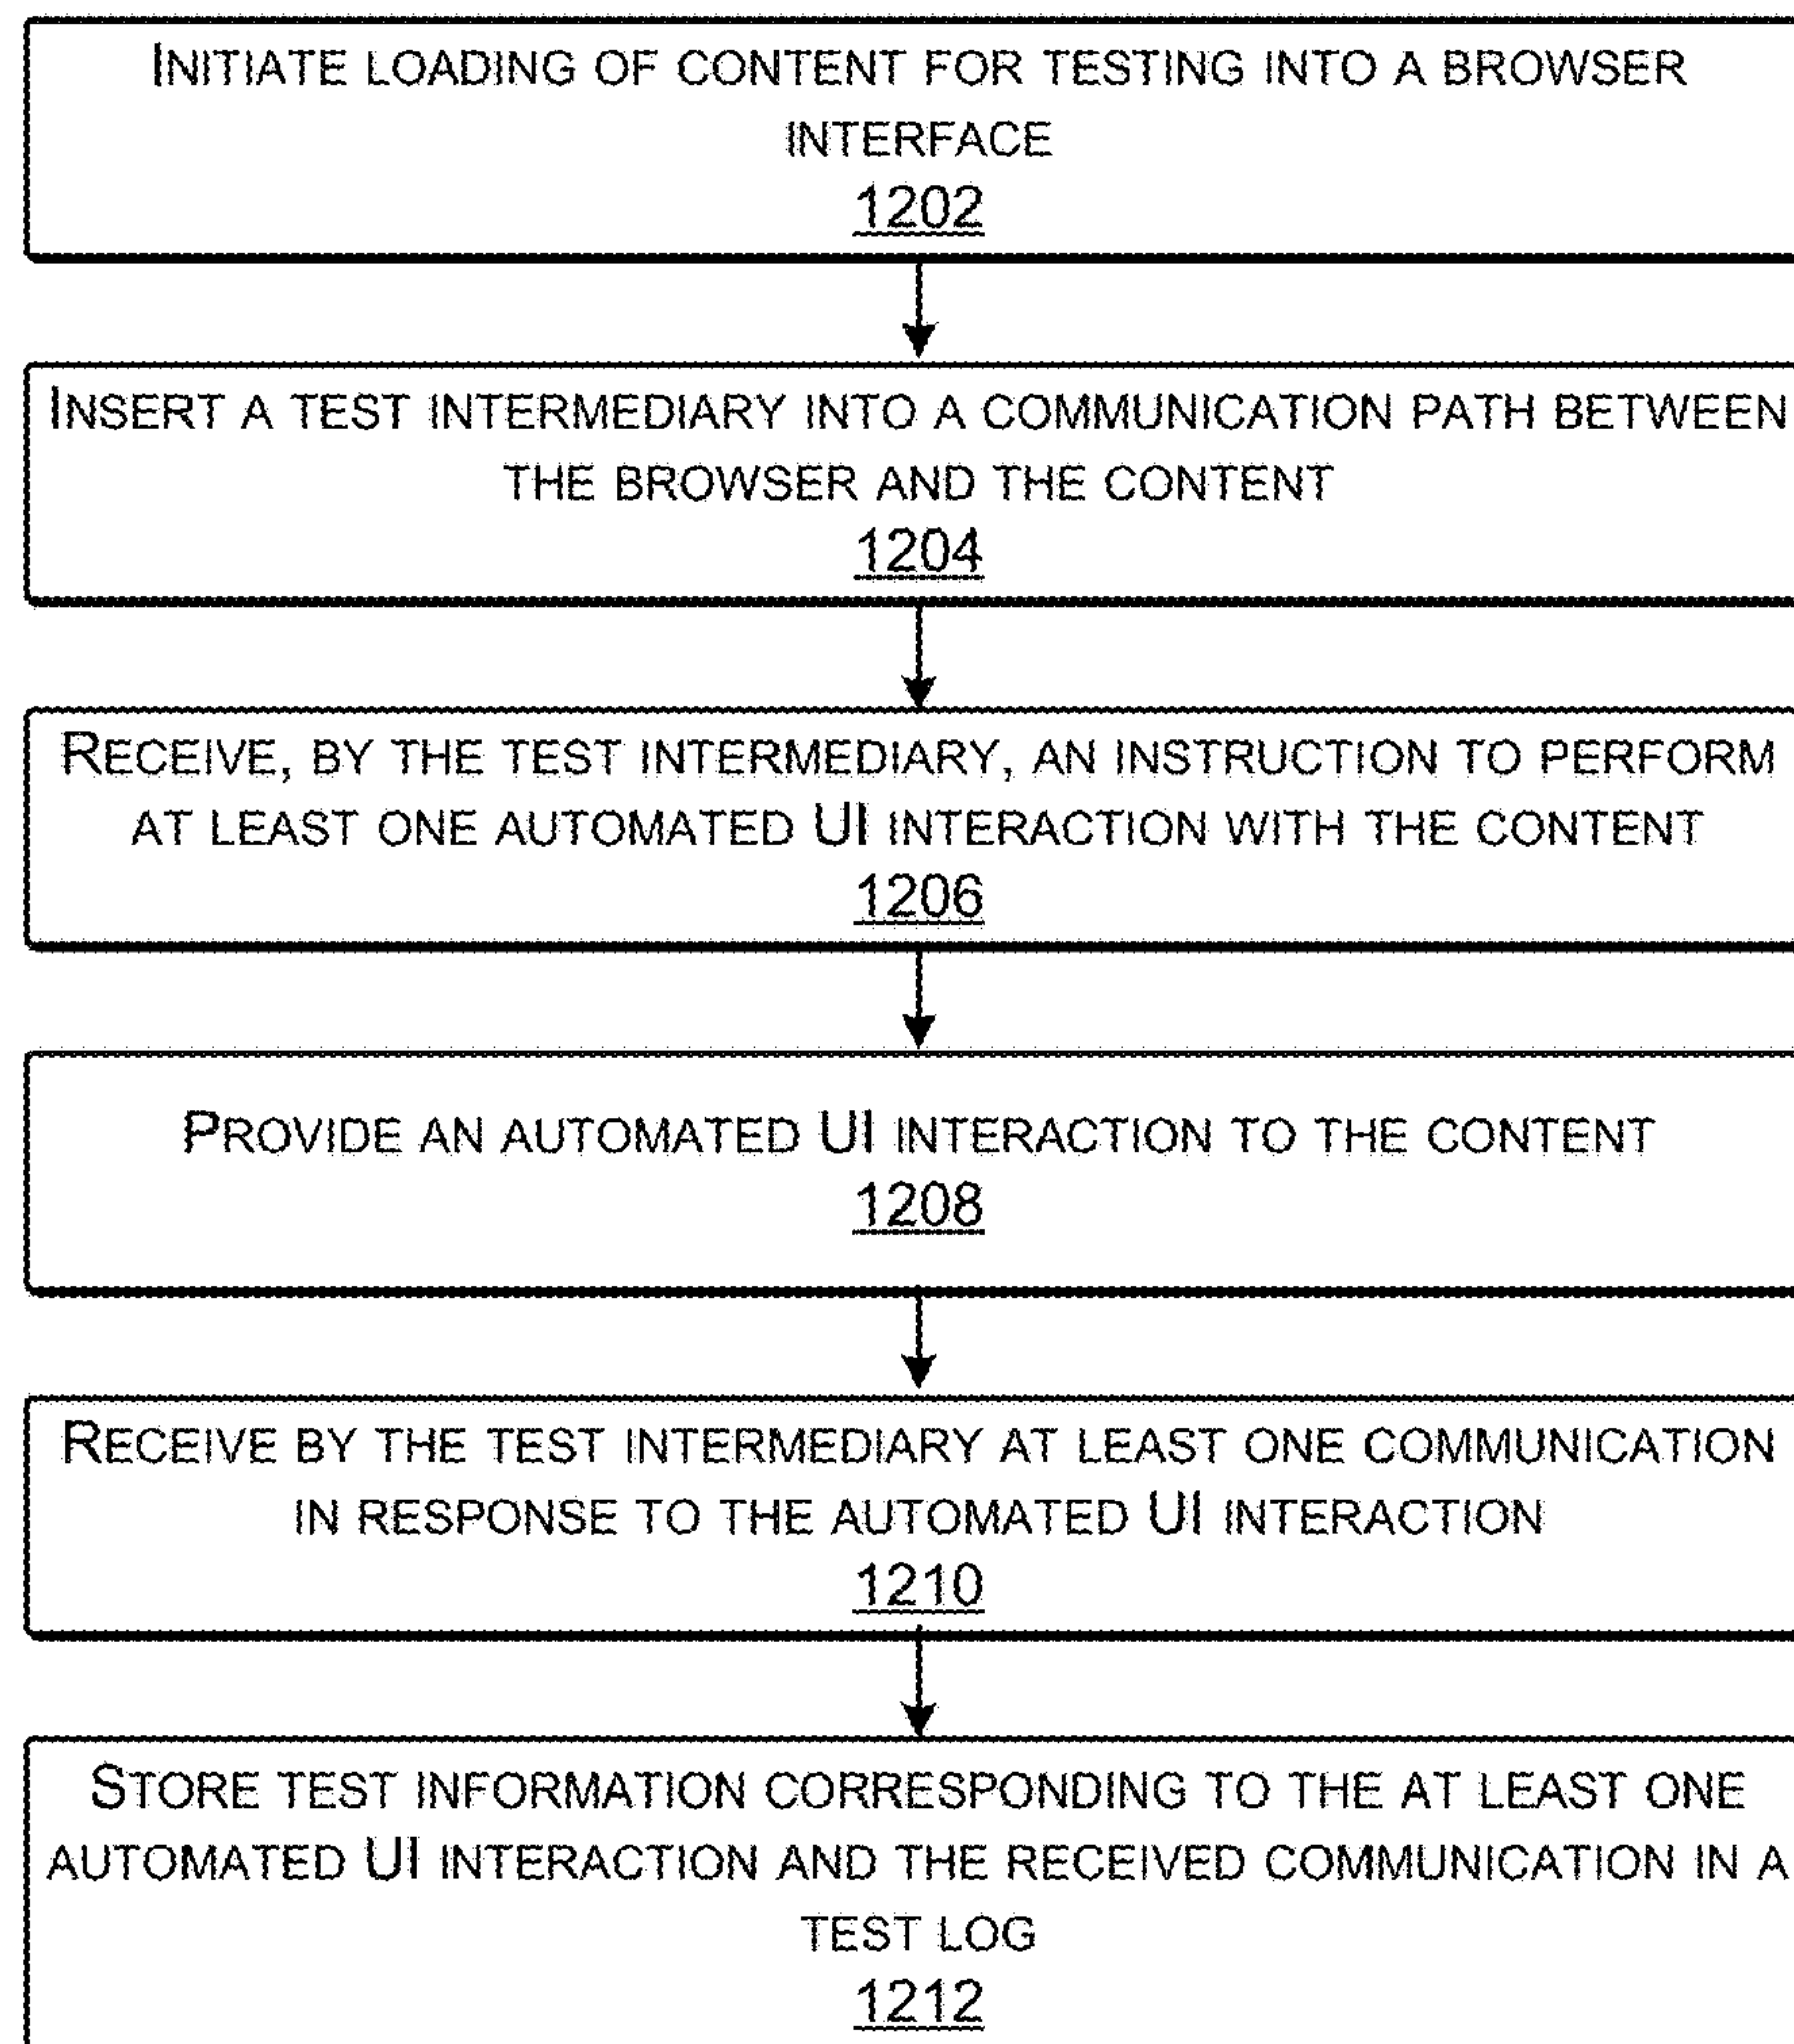 INITIATE LOADING OF CONTENT FOR TESTING INTO A BROWSER
INTERFACE
1202
INSERT A TEST INTERMEDIARY INTO A COMMUNICATION PATH BETWEEN
THE BROWSER AND THE CONTENT
1204
RECEIVE, BY THE TEST INTERMEDIARY, AN INSTRUCTION TO PERFORM
AT LEAST ONE AUTOMATED UI INTERACTION WITH THE CONTENT
1206
PROVIDE AN AUTOMATED UI INTERACTION TO THE CONTENT
1208
RECEIVE BY THE TEST INTERMEDIARY AT LEAST ONE COMMUNICATION
IN RESPONSE TO THE AUTOMATED UI INTERACTION
1210
STORE TEST INFORMATION CORRESPONDING TO THE AT LEAST ONE
AUTOMATED UI INTERACTION AND THE RECEIVED COMMUNICATION IN A
TEST LOG
1212